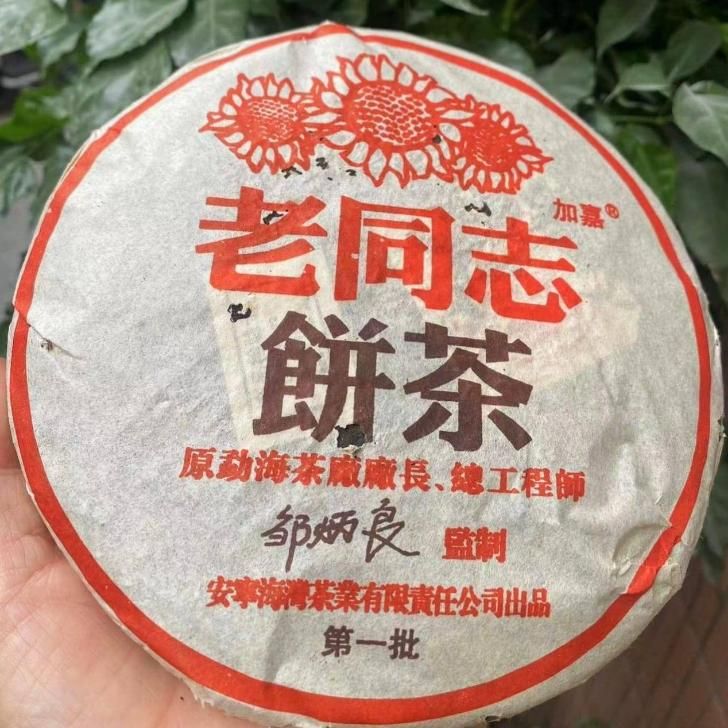 加嘉®
老同志
餅茶
原勐海茶廠廠長、總工程師
邹炳良 監制
安寧海灣茶業有限責任公司出品
第一批